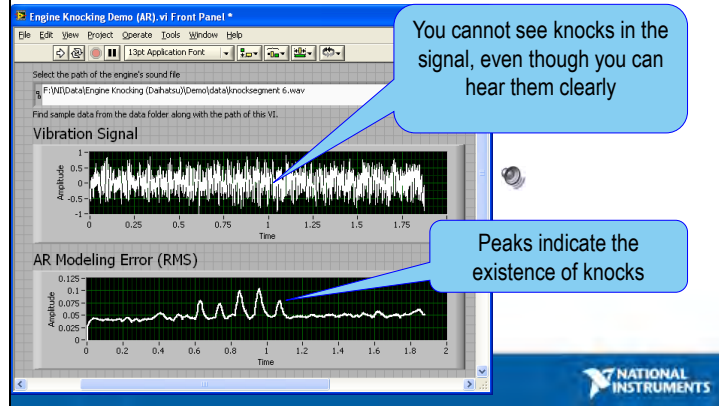 Engine Knocking Demo (AR).vi Front Panel *
File Edit View Project Operate Tools Window Help
13pt Application Font
You cannot see knocks in the
signal, even though you can
hear them clearly
Select the path of the engine's sound file
F:\NI\Data\Engine Knocking (Daihatsu)\Demo\data\knocksegment 6.wav
Find sample data from the data folder along with the path of this VI.
Vibration Signal
Amplitude
1
0.5
0
-0.5
-1
0 0.25 0.5 0.75 1 1.25 1.5 1.75 2
Time
Peaks indicate the
existence of knocks
AR Modeling Error (RMS)
Amplitude
0.125
0.1
0.075
0.05
0.025
0
0 0.2 0.4 0.6 0.8 1 1.2 1.4 1.6 1.8 2
Time
NATIONAL
INSTRUMENTS